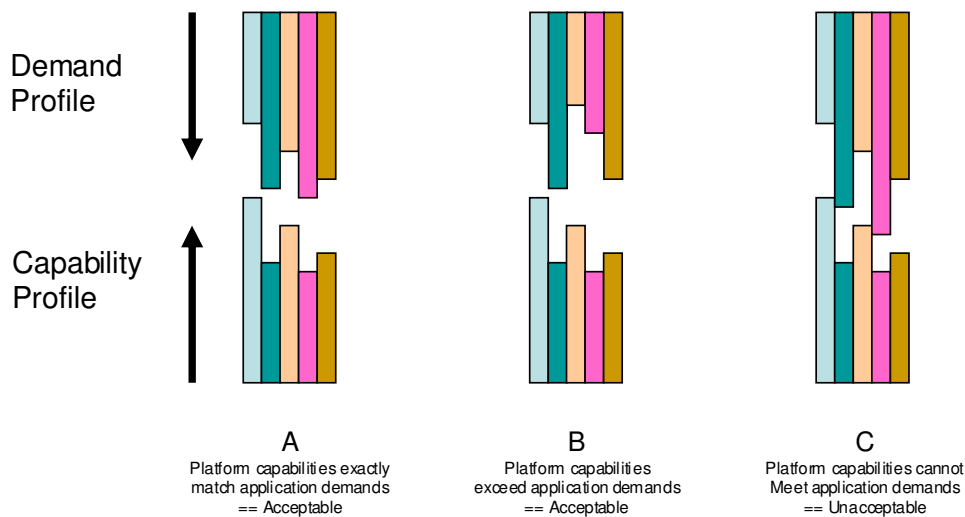 Demand
Profile
Capability
Profile
A
Platform capabilities exactly
match application demands
== Acceptable
B
Platform capabilities
exceed application demands
== Acceptable
C
Platform capabilities cannot
Meet application demands
== Unacceptable